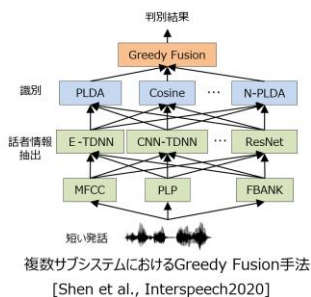 判別結果
Greedy Fusion
識別
PLDA
Cosine
…
N-PLDA
話者情報
抽出
E-TDNN
CNN-TDNN
…
ResNet
MFCC
PLP
FBANK
短い発話
複数サブシステムにおけるGreedy Fusion手法
[Shen et al., Interspeech2020]